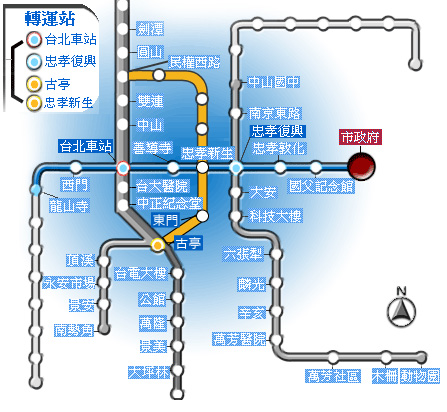 轉運站
台北車站
忠孝復興
古亭
忠孝新生
劍潭
圓山
民權西路
雙連
中山
中山國中
南京東路
忠孝復興
善導寺
忠孝新生
忠孝敦化
市政府
台北車站
西門
龍山寺
台大醫院
中正紀念堂
國父紀念館
大安
東門
科技大樓
古亭
頂溪
台電大樓
六張犁
永安市場
麟光
景安
公館
辛亥
南勢角
萬隆
萬芳醫院
景美
大坪林
萬芳社區
木柵
動物園
N